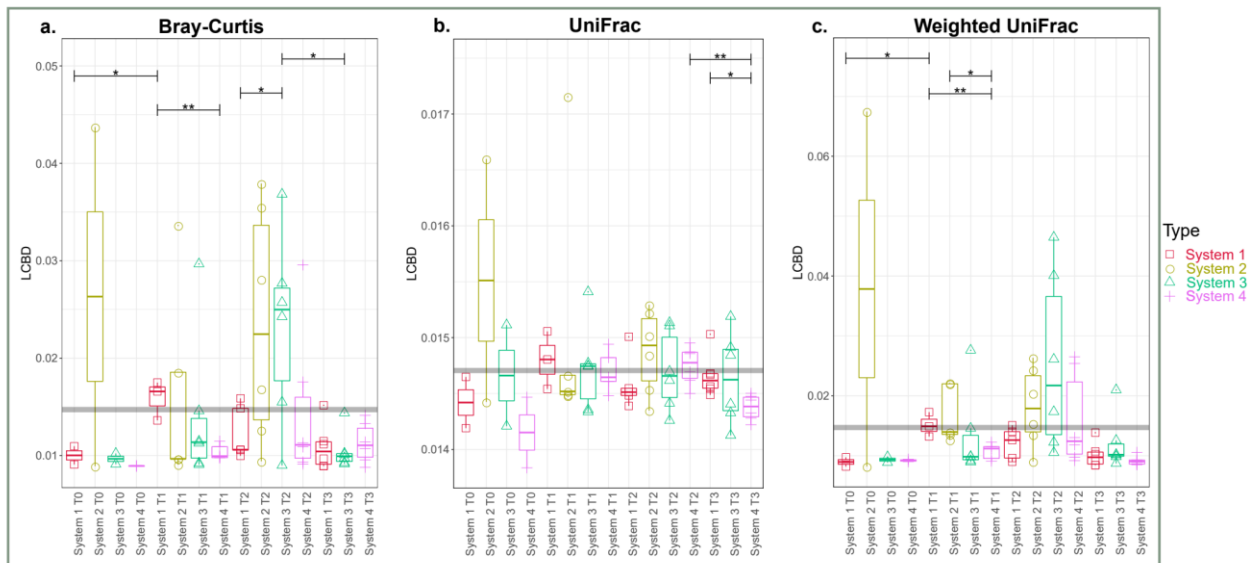 a. Bray-Curtis
LCBD
0.05
0.04
0.03
0.02
0.01
*
*
*
**
System 1 T0
System 2 T0
System 3 T0
System 4 T0
System 1 T1
System 2 T1
System 3 T1
System 4 T1
System 1 T2
System 2 T2
System 3 T2
System 4 T2
System 1 T3
System 3 T3
System 4 T3
b. UniFrac
LCBD
0.017
0.016
0.015
0.014
**
*
System 1 T0
System 2 T0
System 3 T0
System 4 T0
System 1 T1
System 2 T1
System 3 T1
System 4 T1
System 1 T2
System 2 T2
System 3 T2
System 4 T2
System 1 T3
System 3 T3
System 4 T3
c. Weighted UniFrac
LCBD
0.06
0.04
0.02
*
*
**
System 1 T0
System 2 T0
System 3 T0
System 4 T0
System 1 T1
System 2 T1
System 3 T1
System 4 T1
System 1 T2
System 2 T2
System 3 T2
System 4 T2
System 1 T3
System 3 T3
System 4 T3
Type
System 1
System 2
System 3
System 4